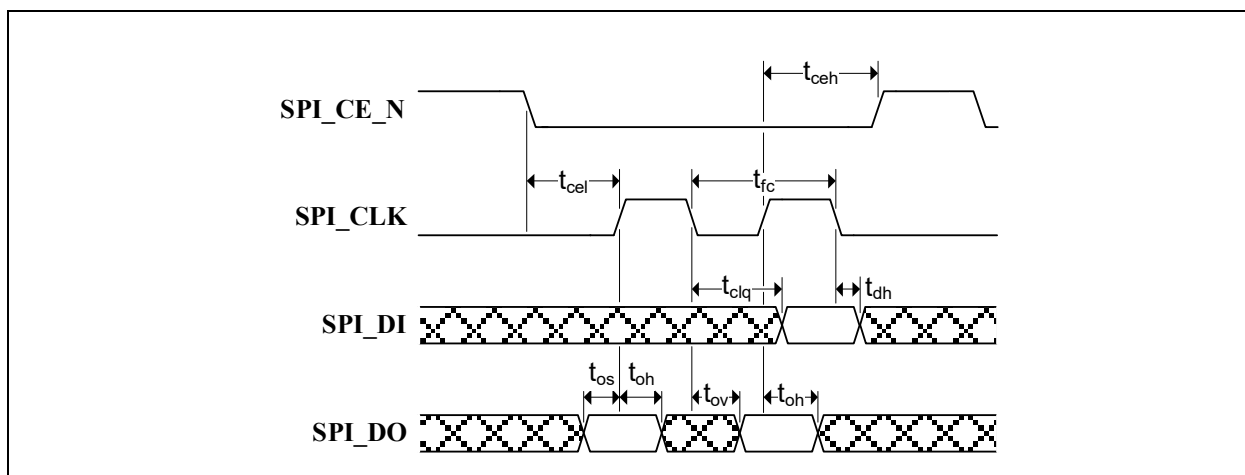 t_ceh
SPI_CE_N
t_cel
t_fc
SPI_CLK
t_clq
t_dh
SPI_DI
t_os t_oh t_ov t_oh
SPI_DO